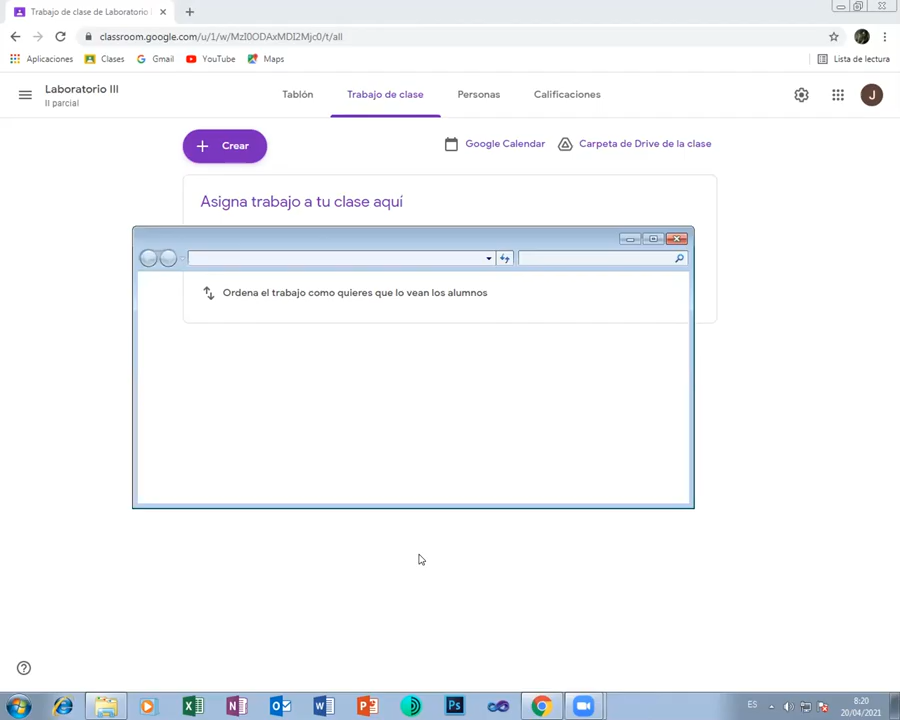 Trabajo de clase de Laboratorio
classroom.google.com/u/1/w/MzI0ODAxMDI2Mjc0/t/all
Aplicaciones
Clases
Gmail
YouTube
Maps
Lista de lectura
Laboratorio III
II parcial
Tablón
Trabajo de clase
Personas
Calificaciones
J
Crear
Google Calendar
Carpeta de Drive de la clase
Asigna trabajo a tu clase aquí
Ordena el trabajo como quieres que lo vean los alumnos
Ps
ES
8:20
20/04/2021